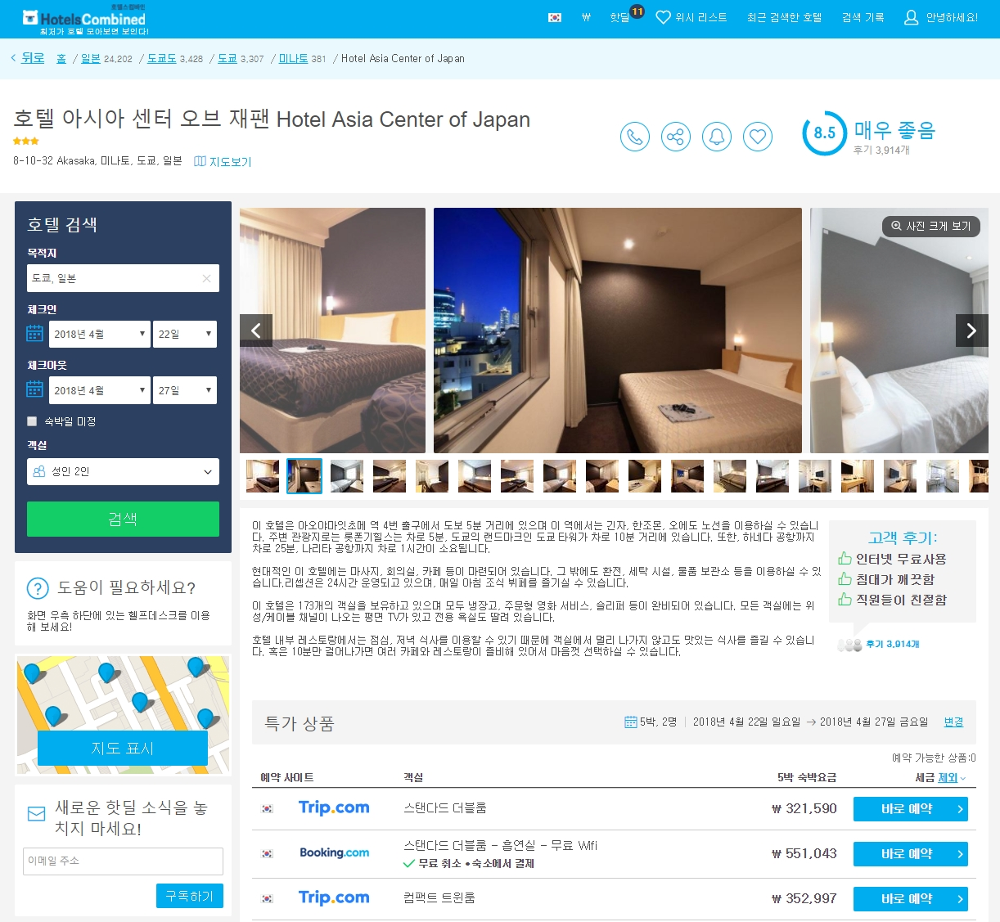 호텔스컴바인
HotelsCombined
최저가 호텔 모아보면 보인다!
₩ 핫딜 11 위시 리스트 최근 검색한 호텔 검색 기록 안녕하세요!
뒤로 홈 / 일본 24,202 / 도쿄도 3,428 / 도쿄 3,307 / 미나토 381 / Hotel Asia Center of Japan
호텔 아시아 센터 오브 재팬 Hotel Asia Center of Japan
8-10-32 Akasaka, 미나토, 도쿄, 일본 지도보기
8.5 매우 좋음
후기 3,914개
호텔 검색
목적지
도쿄, 일본
체크인
2018년 4월 22일
체크아웃
2018년 4월 27일
숙박일 미정
객실
성인 2인
검색
도움이 필요하세요?
화면 우측 하단에 있는 헬프데스크를 이용
해 보세요!
지도 표시
새로운 핫딜 소식을 놓
치지 마세요!
이메일 주소
구독하기
사진 크게 보기
이 호텔은 아오야마잇초메 역 4번 출구에서 도보 5분 거리에 있으며 이 역에서는 긴자, 한조몬, 오에도 노선을 이용하실 수 있습니
다. 주변 관광지로는 롯폰기힐스는 차로 5분, 도쿄의 랜드마크인 도쿄 타워가 차로 10분 거리에 있습니다. 또한, 하네다 공항까지
차로 25분, 나리타 공항까지 차로 1시간이 소요됩니다.
현대적인 이 호텔에는 마사지, 회의실, 카페 등이 마련되어 있습니다. 그 밖에도 환전, 세탁 시설, 물품 보관소 등을 이용하실 수 있
습니다.리셉션은 24시간 운영되고 있으며, 매일 아침 조식 뷔페를 즐기실 수 있습니다.
이 호텔은 173개의 객실을 보유하고 있으며 모두 냉장고, 주문형 영화 서비스, 슬리퍼 등이 완비되어 있습니다. 모든 객실에는 위
성/케이블 채널이 나오는 평면 TV가 있고 전용 욕실도 딸려 있습니다.
호텔 내부 레스토랑에서는 점심, 저녁 식사를 이용할 수 있기 때문에 객실에서 멀리 나가지 않고도 맛있는 식사를 즐길 수 있습니
다. 혹은 10분만 걸어나가면 여러 카페와 레스토랑이 즐비해 있어서 마음껏 선택하실 수 있습니다.
고객 후기:
인터넷 무료사용
침대가 깨끗함
직원들이 친절함
후기 3,914개
특가 상품 5박, 2명 2018년 4월 22일 일요일 → 2018년 4월 27일 금요일 변경
예약 가능한 상품:0
예약 사이트 객실 5박 숙박요금 세금 제외
Trip.com 스탠다드 더블룸 ₩ 321,590 바로 예약
Booking.com 스탠다드 더블룸 - 흡연실 - 무료 Wifi ₩ 551,043 바로 예약
무료 취소 • 숙소에서 결제
Trip.com 컴팩트 트윈룸 ₩ 352,997 바로 예약